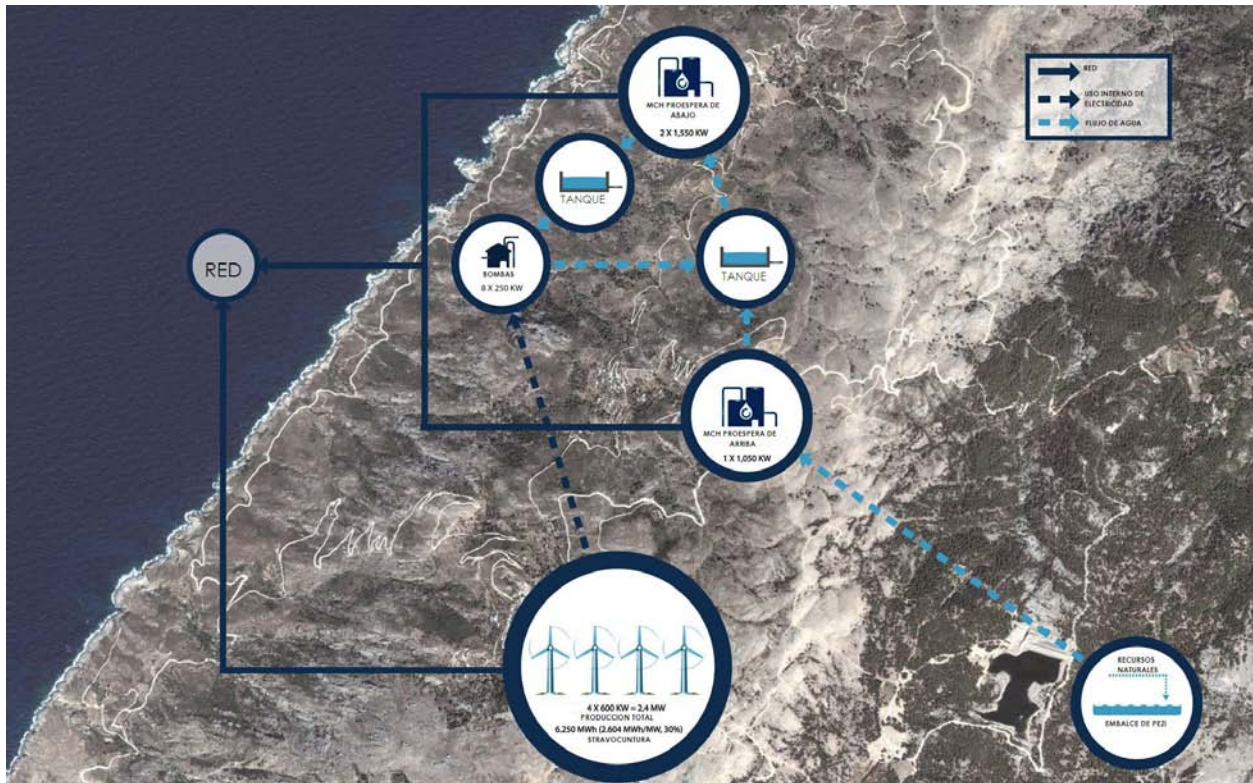 MCH PROESPERA DE
ABAJO
2 X 1,550 KW
RED
USO INTERNO DE
ELECTRICIDAD
FLUJO DE AGUA
TANQUE
RED
BOMBAS
8 X 250 KW
TANQUE
MCH PROESPERA DE
ARRIBA
1 X 1,050 KW
4 X 600 KW = 2,4 MW
PRODUCCION TOTAL
6.250 MWh (2.604 MWh/MW, 30%)
STRAVOCUNTURA
RECURSOS
NATURALES
EMBALCE DE PEZI